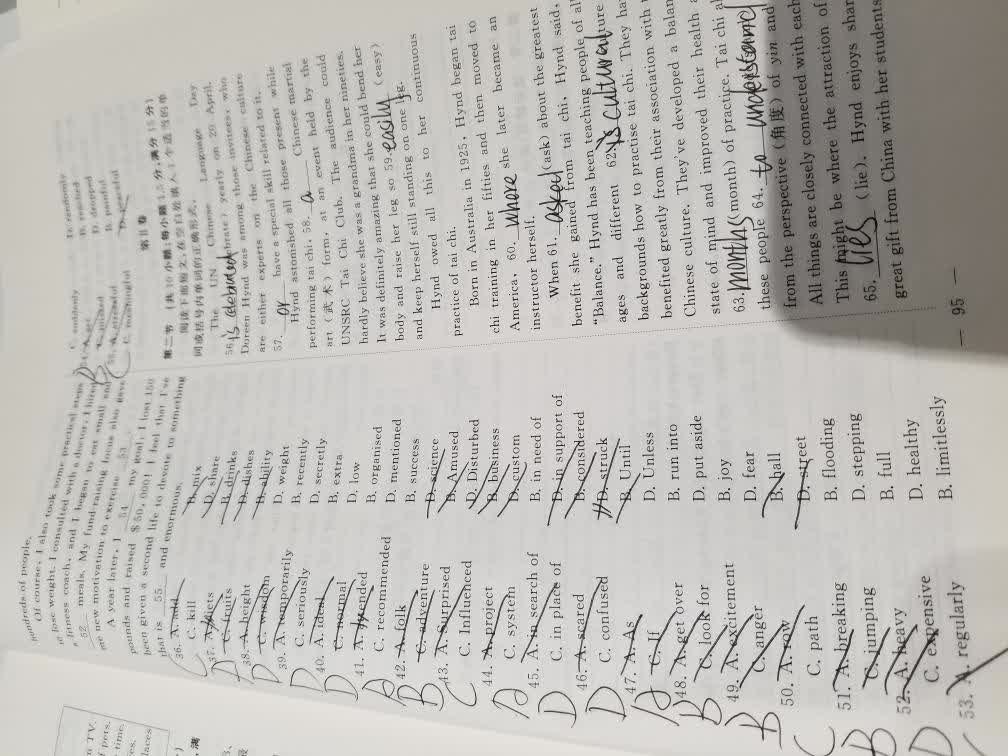 hundreds of people.
Of course, I also took some practical steps
lose weight. I consulted with a doctor, I hired
fitness coach, and I began to eat small and
52 meals. My fund-raising runs also gave
me new motivation to exercise 53.
A year later, I 54 my goal; I lost 150
pounds and raised $50,000! I feel that I've
been given a second life to devote to something
that is 55 and enormous.
36. A. add B. mix
C. kill D. share
37. A. diets B. drinks
C. fruits D. dishes
38. A. height B. ability
C. wisdom D. weight
39. A. temporarily B. recently
C. seriously D. secretly
40. A. ideal B. extra
C. normal D. low
41. A. attended B. organised
C. recommended D. mentioned
42. A. folk B. success
C. adventure D. science
43. A. Surprised B. Amused
C. Influenced D. Disturbed
44. A. project B. business
C. system D. custom
45. A. in search of B. in need of
C. in place of D. in support of
46. A. scared B. considered
C. confused D. struck
47. A. As B. Until
C. If D. Unless
48. A. get over B. run into
C. look for D. put aside
49. A. excitement B. joy
C. anger D. fear
50. A. row B. hall
C. path D. street
51. A. breaking B. flooding
C. jumping D. stepping
52. A. heavy B. full
C. expensive D. healthy
53. A. regularly B. limitlessly
C. suddenly D. randomly
B. reached
D. dropped
B. painful
C. meaningful D. peaceful
第Ⅱ卷
第二节 (共10小题;每小题1.5分,满分15分)
阅读下面短文,在空白处填入1个适当的单
词或括号内单词的正确形式。
The UN Chinese Language Day
56. is celebrated yearly on 20 April.
Doreen Hynd was among those invitees, who
are either experts on the Chinese culture
57. or have a special skill related to it.
Hynd astonished all those present while
performing tai chi, 58. a Chinese martial
art (武术) form, at an event held by the
UNSRC Tai Chi Club. The audience could
hardly believe she was a grandma in her nineties.
It was definitely amazing that she could bend her
body and raise her leg so 59. easily (easy)
and keep herself still standing on one leg.
Hynd owed all this to her continuous
practice of tai chi.
Born in Australia in 1925, Hynd began tai
chi training in her fifties and then moved to
America, 60. where she later became an
instructor herself.
When 61. asked (ask) about the greatest
benefit she gained from tai chi, Hynd said,
"Balance." Hynd has been teaching people of all
ages and different 62. cultural
backgrounds how to practise tai chi. They ha
benefited greatly from their association with
Chinese culture. They've developed a balan
state of mind and improved their health a
63. months (month) of practice. Tai chi al
these people 64. to understand
from the perspective (角度) of yin and
All things are closely connected with each
This might be where the attraction of
65. lies (lie). Hynd enjoys shar
great gift from China with her students
— 95 —